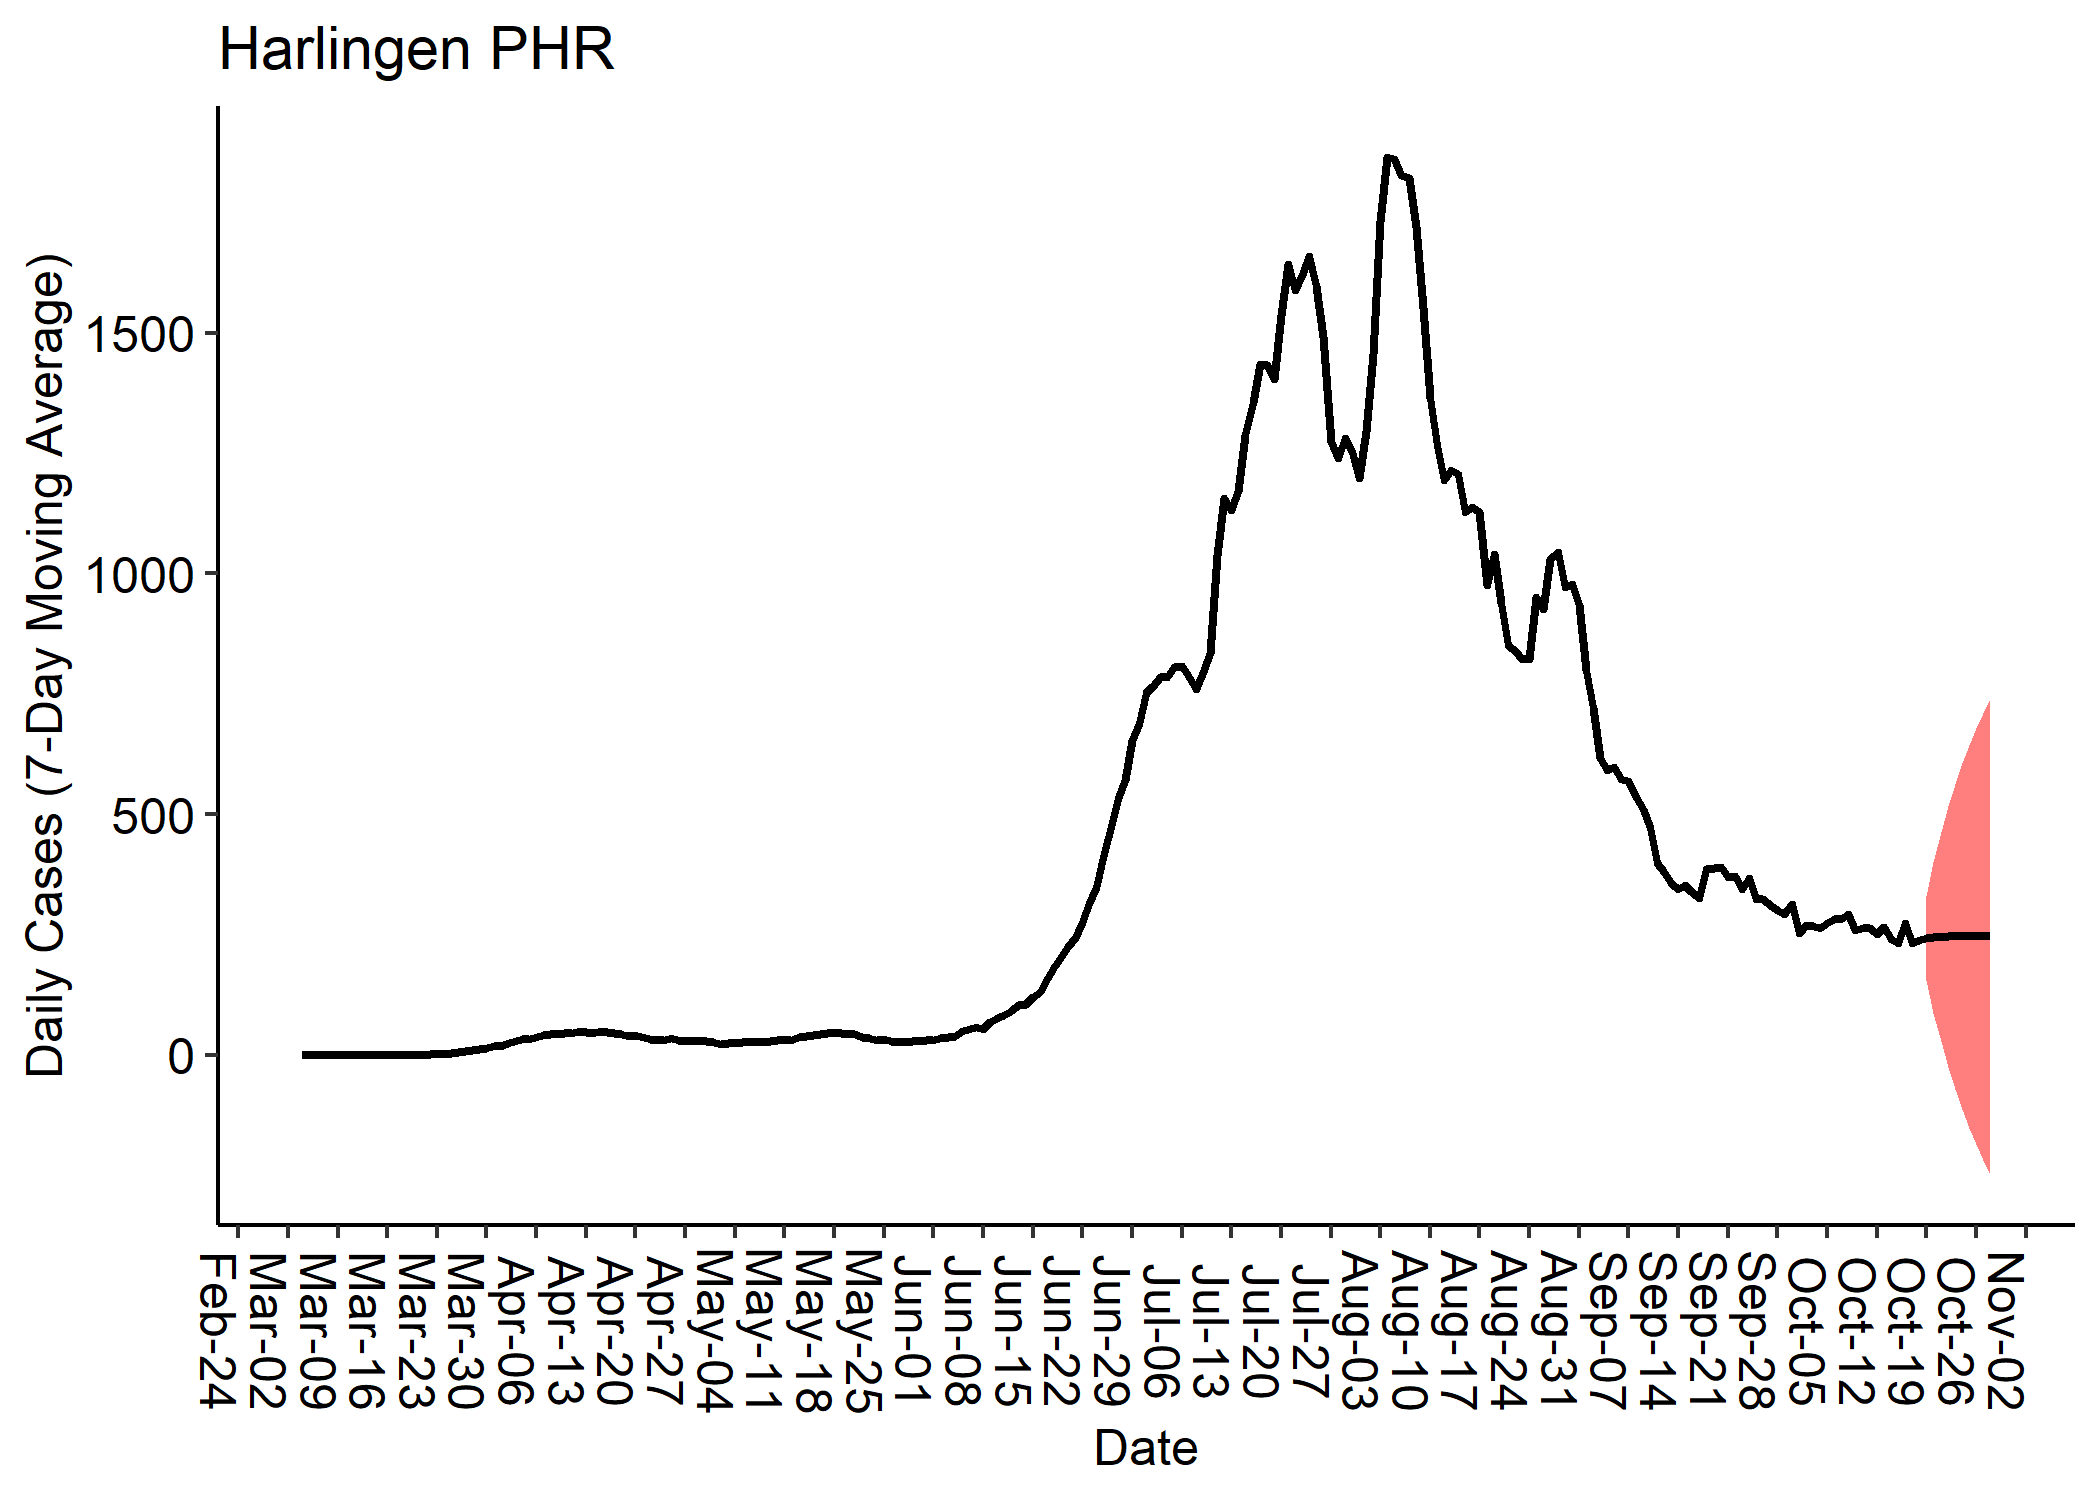 Harlingen PHR
Daily Cases (7-Day Moving Average)
1500
1000
500
0
Feb-24
Mar-02
Mar-09
Mar-16
Mar-23
Mar-30
Apr-06
Apr-13
Apr-20
Apr-27
May-04
May-11
May-18
May-25
Jun-01
Jun-08
Jun-15
Jun-22
Jun-29
Jul-06
Jul-13
Jul-20
Jul-27
Aug-03
Aug-10
Aug-17
Aug-24
Aug-31
Sep-07
Sep-14
Sep-21
Sep-28
Oct-05
Oct-12
Oct-19
Oct-26
Nov-02
Date